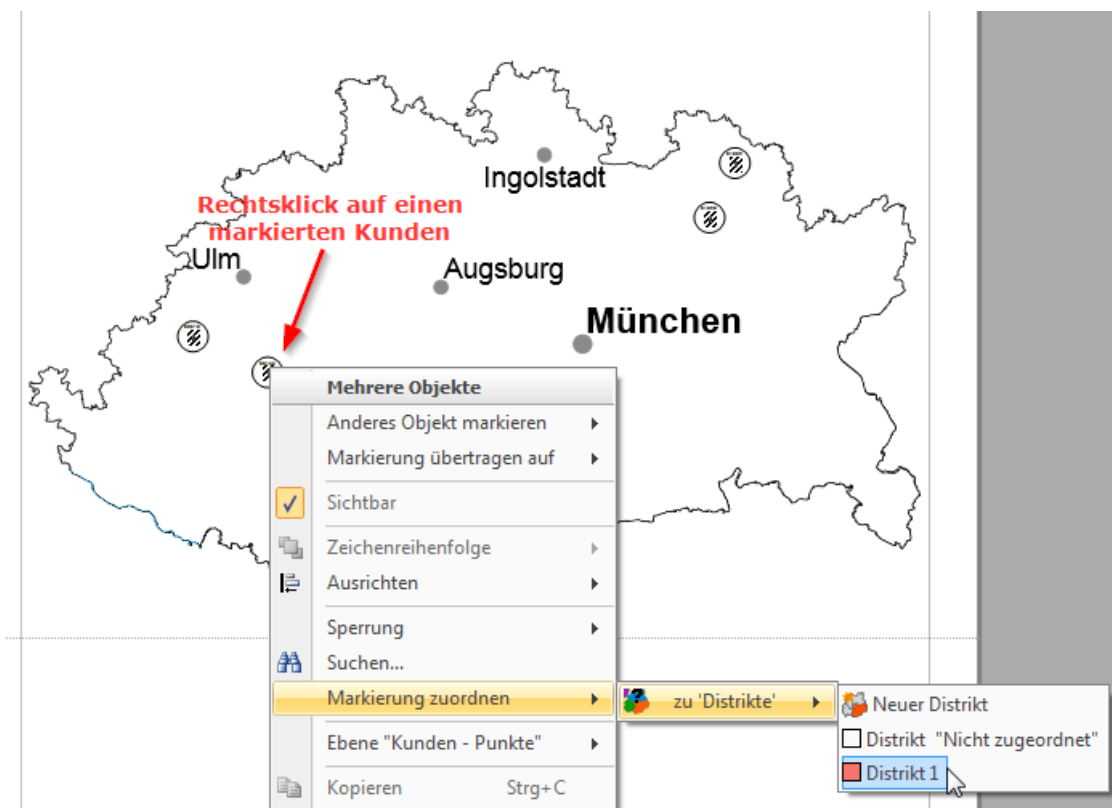 Ingolstadt
Rechtsklick auf einen
markierten Kunden
Ulm
Augsburg
München
Mehrere Objekte
Anderes Objekt markieren
Markierung übertragen auf
Sichtbar
Zeichenreihenfolge
Ausrichten
Sperrung
Suchen...
Markierung zuordnen
zu 'Distrikte'
Neuer Distrikt
Distrikt "Nicht zugeordnet"
Distrikt 1
Ebene "Kunden - Punkte"
Kopieren Strg+C